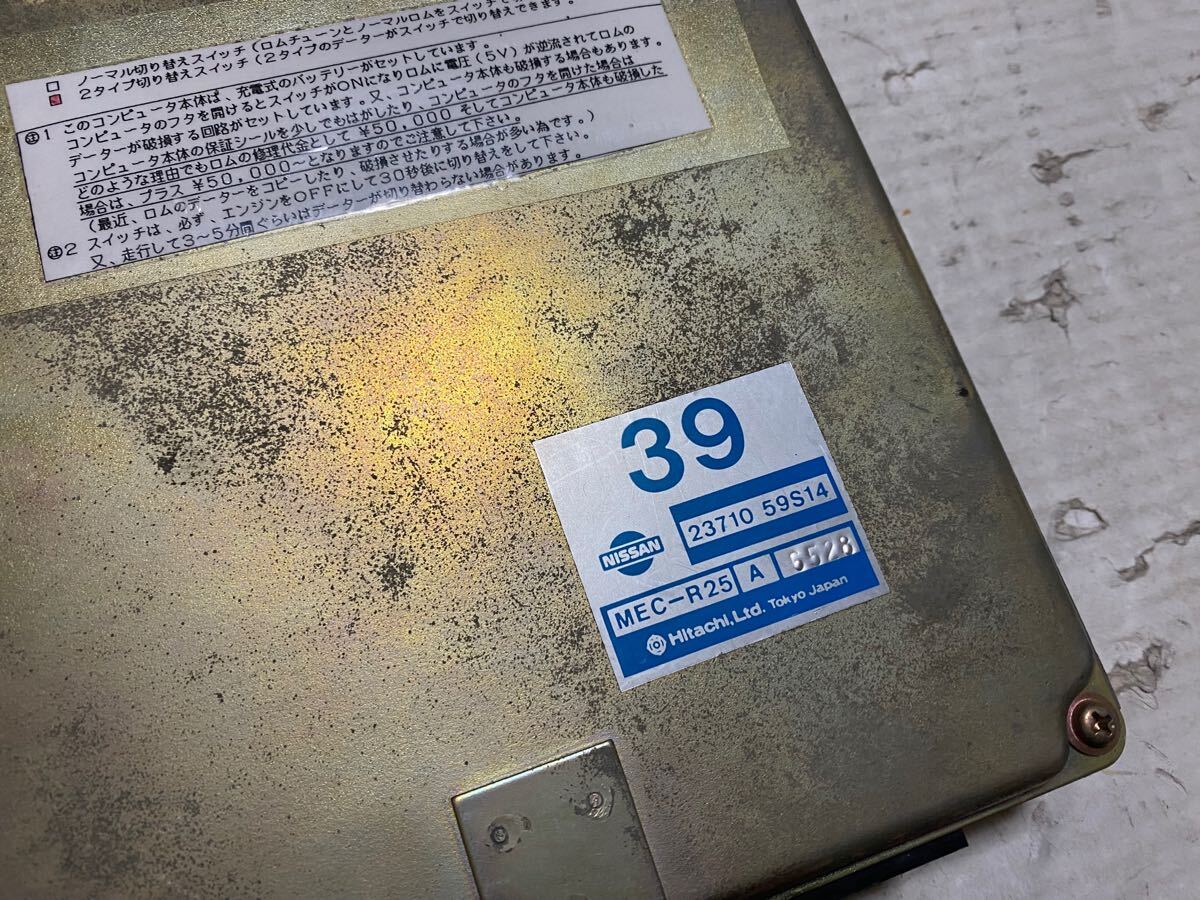 ノーマル切り替えスイッチ (ロムチューンとノーマルロムをスイッチで
2タイプ切り替えスイッチ (2タイプのデーターがスイッチで切り替えできます。
㊟1 このコンピュータ本体は、充電式のバッテリーがセットしています。
コンピュータのフタを開けるとスイッチがONになりロムに電圧(5V)が逆流されてロムの
データーが破損する回路がセットしています。又、コンピュータ本体も破損する場合もあります。
コンピュータ本体の保証シールを少しでもはがしたり、コンピュータのフタを開けた場合は
どのような理由でもロムの修理代金として ¥50,000 そしてコンピュータ本体も破損した
場合は、プラス ¥50,000〜となりますのでご注意して下さい。
(最近、ロムのデーターをコピーしたり、破損させたりする場合が多い為です。)
㊟2 スイッチは、必ず、エンジンをOFFにして30秒後に切り替えをして下さい。
又、走行して3〜5分間ぐらいはデーターが切り替わらない場合があります。
39
NISSAN
23710 59S14
MEC-R25 A 6528
Hitachi, Ltd. Tokyo Japan